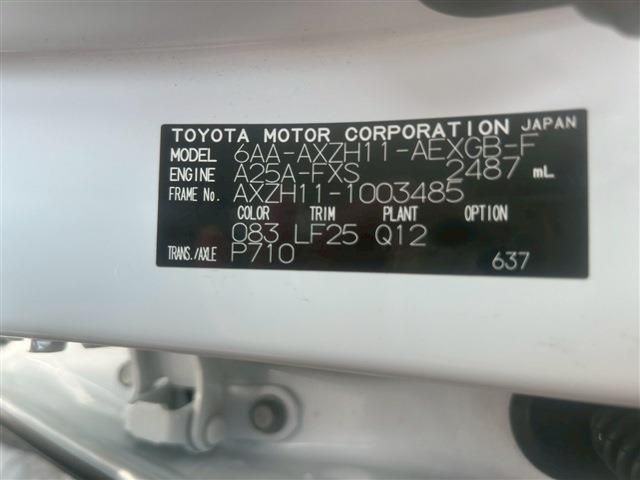 TOYOTA MOTOR CORPORATION JAPAN
MODEL 6AA-AXZH11-AEXGB-F
ENGINE A25A-FXS 2487 mL
FRAME No. AXZH11-1003485
COLOR TRIM PLANT OPTION
083 LF25 Q12
TRANS./AXLE P710 637